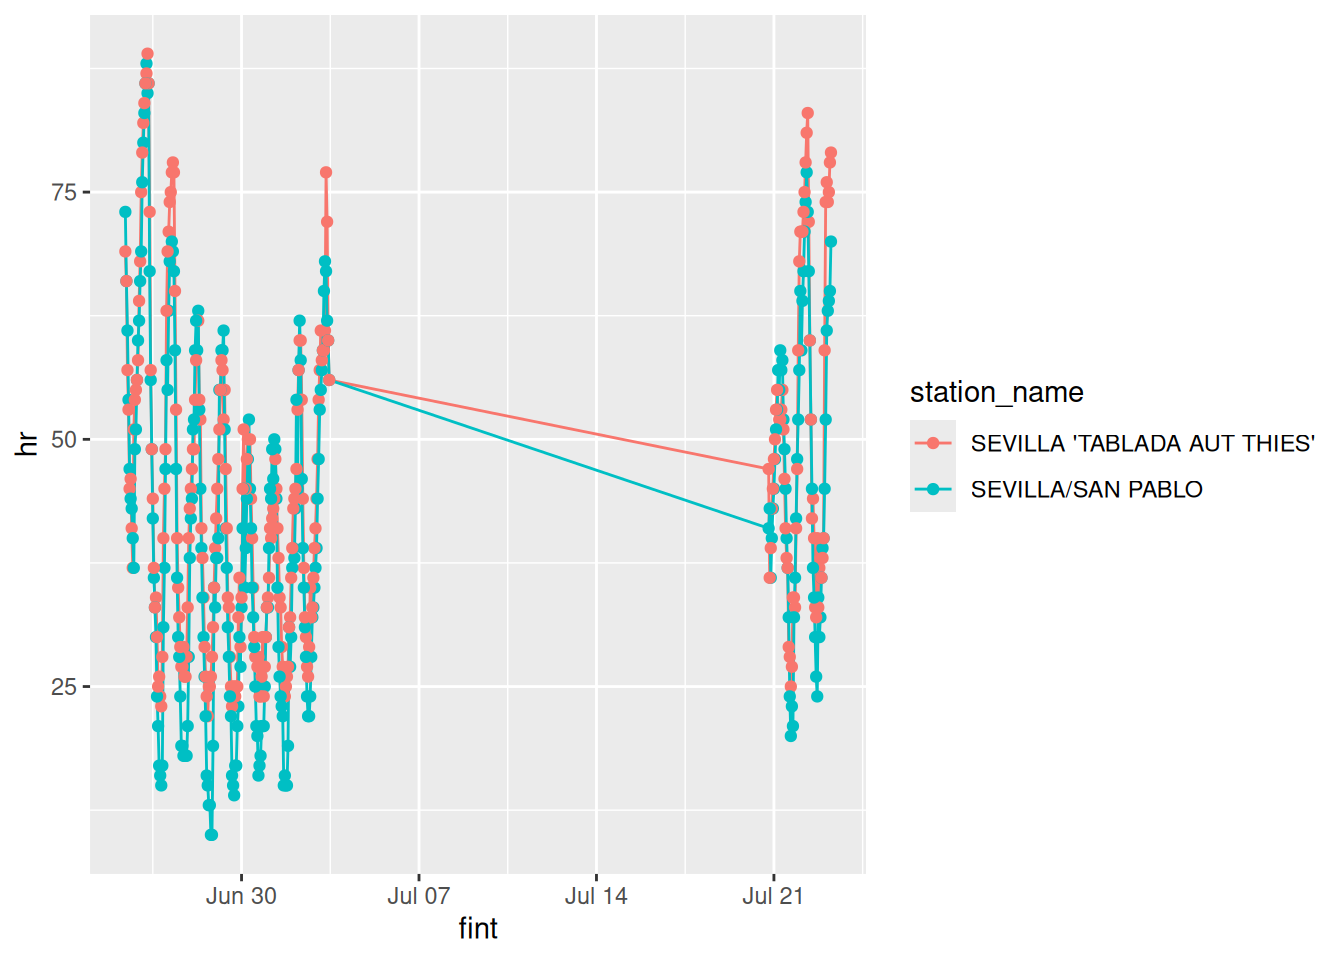 75
50
25
hr
Jun 30
Jul 07
Jul 14
Jul 21
fint
station_name
SEVILLA 'TABLADA AUT THIES'
SEVILLA/SAN PABLO